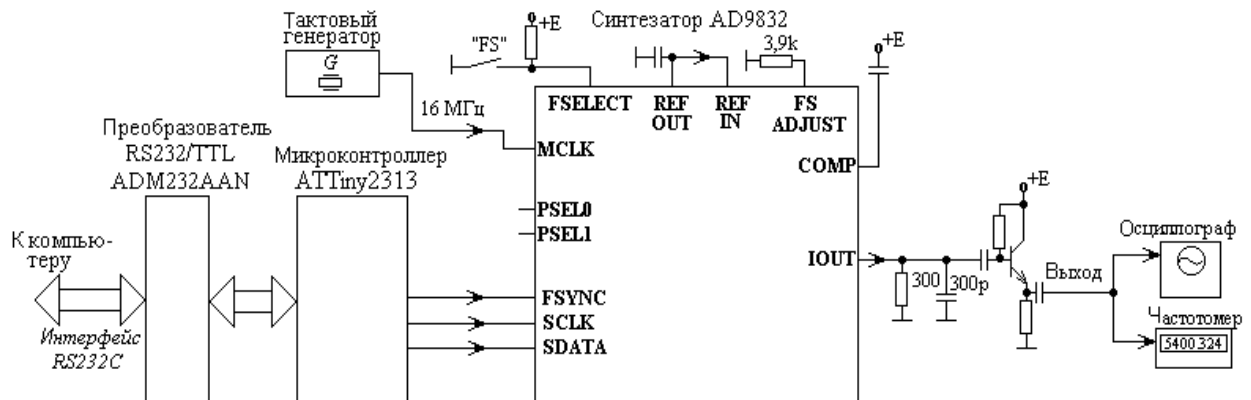 Тактовый
генератор
G
16 МГц
"FS"
+E
Синтезатор AD9832
3,9k
+E
FSELECT
REF
OUT
REF
IN
FS
ADJUST
MCLK
COMP
PSEL0
PSEL1
IOUT
FSYNC
SCLK
SDATA
Преобразователь
RS232/TTL
ADM232AAN
Микроконтроллер
ATTiny2313
К компью-
теру
Интерфейс
RS232C
300
300p
+E
Выход
Осциллограф
Частотомер
5400.324